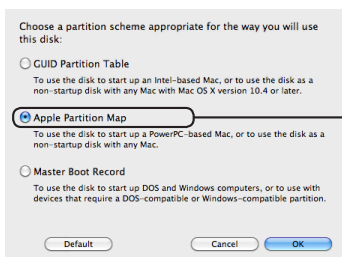 Choose a partition scheme appropriate for the way you will use
this disk:
GUID Partition Table
To use the disk to start up an Intel-based Mac, or to use the disk as a
non-startup disk with any Mac with Mac OS X version 10.4 or later.
Apple Partition Map
To use the disk to start up a PowerPC-based Mac, or to use the disk as a
non-startup disk with any Mac.
Master Boot Record
To use the disk to start up DOS and Windows computers, or to use with
devices that require a DOS-compatible or Windows-compatible partition.
Default Cancel OK